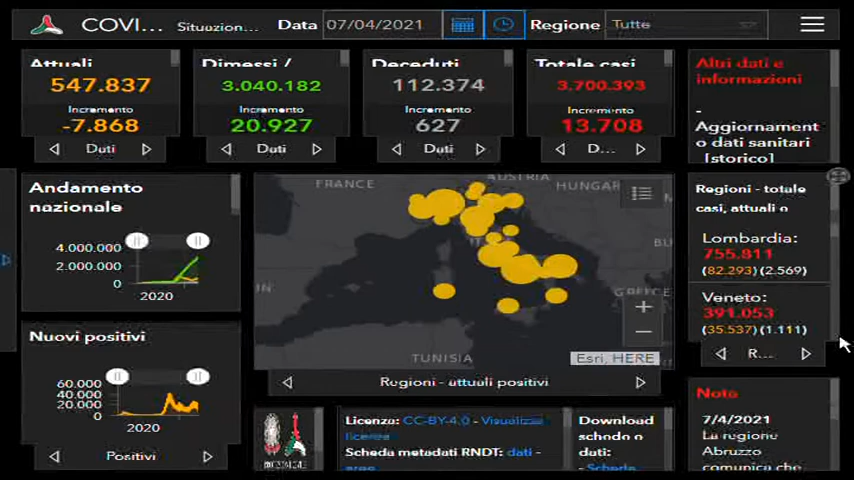 COVI... Situazion... Data 07/04/2021 Regione Tutte
Attuali
547.837
Incremento
-7.868
Dati
Dimessi /
3.040.182
Incremento
20.927
Dati
Deceduti
112.374
Incremento
627
Dati
Totale casi
3.700.393
Incremento
13.708
D...
Altri dati e
informazioni
-
Aggiornament
o dati sanitari
[storico]
Andamento
nazionale
4.000.000
2.000.000
0
2020
Nuovi positivi
60.000
40.000
20.000
0
2020
Positivi
FRANCE
AUSTRIA
HUNGAR
M
BU
IN
GREECE
TUNISIA
Esri, HERE
Regioni - attuali positivi
Regioni - totale
casi, attuali o
Lombardia:
755.811
(82.293) (2.569)
Veneto:
391.053
(35.537) (1.111)
R...
Licenza: CC-BY-4.0 - Visualizza
licenza
Scheda metadati RNDT: dati -
aree
Download
scheda o
dati:
- Scheda
Nota
7/4/2021
La regione
Abruzzo
comunica che